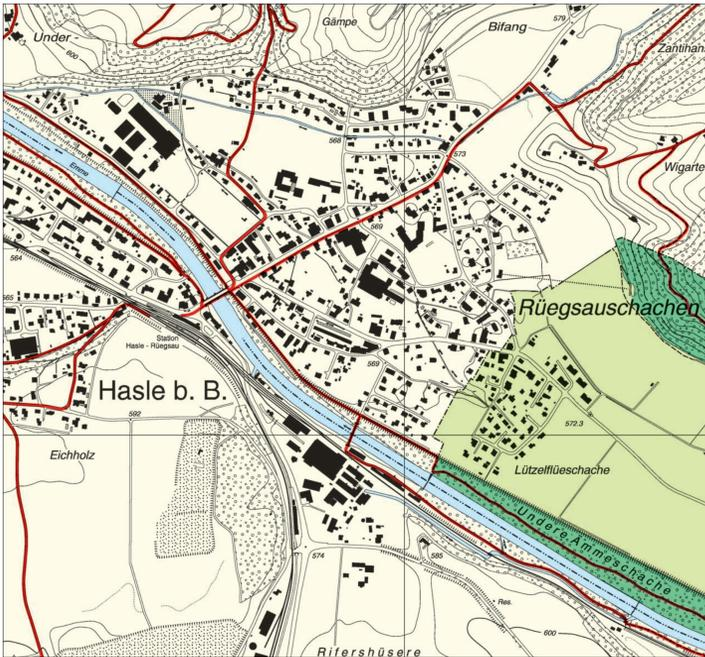 Gämpe
Bifang
579
Under -
600
Zantihan
568
573
Wigarte
Emme
569
564
Rüegsauschachen
565
Station
Hasle - Rüegsau
569
Hasle b. B.
592
572.3
Eichholz
Lützelflüeschache
Undere Ammeschache
574
585
Res.
600
Rifershüsere